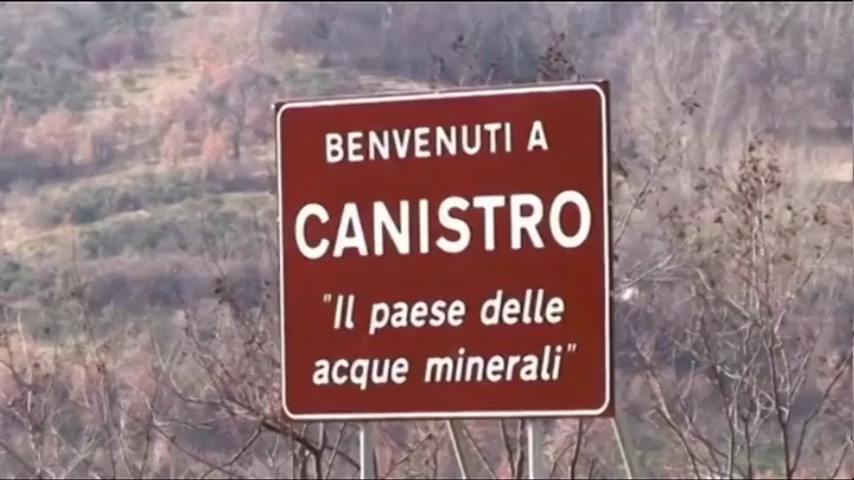 BENVENUTI A
CANISTRO
"Il paese delle
acque minerali"